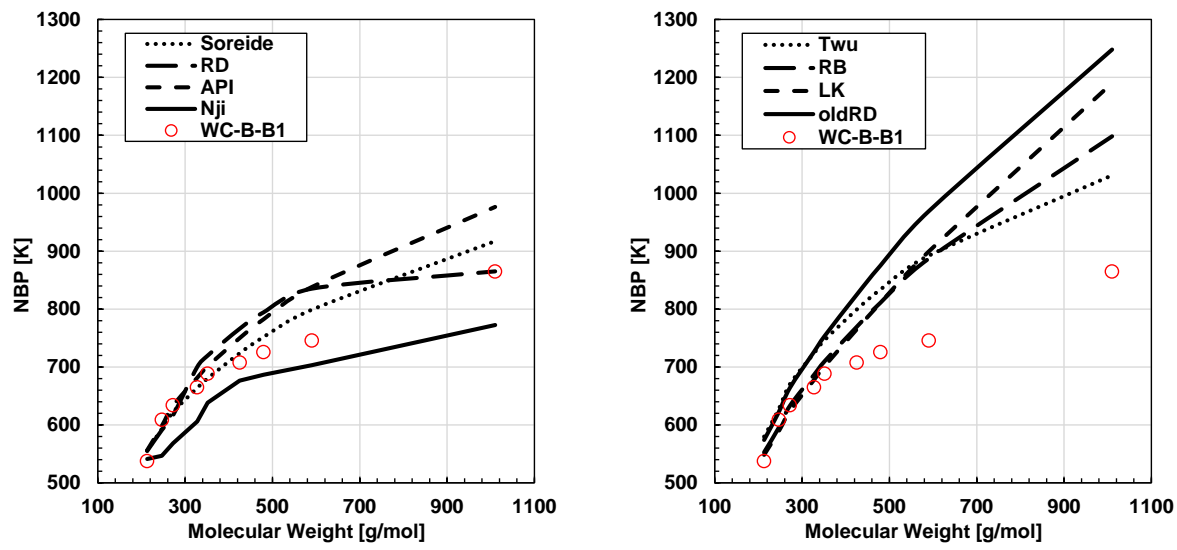 1300
1200
1100
1000
900
800
700
600
500
NBP [K]
Soreide
RD
API
Nji
WC-B-B1
100 300 500 700 900 1100
Molecular Weight [g/mol]
1300
1200
1100
1000
900
800
700
600
500
NBP [K]
Twu
RB
LK
oldRD
WC-B-B1
100 300 500 700 900 1100
Molecular Weight [g/mol]